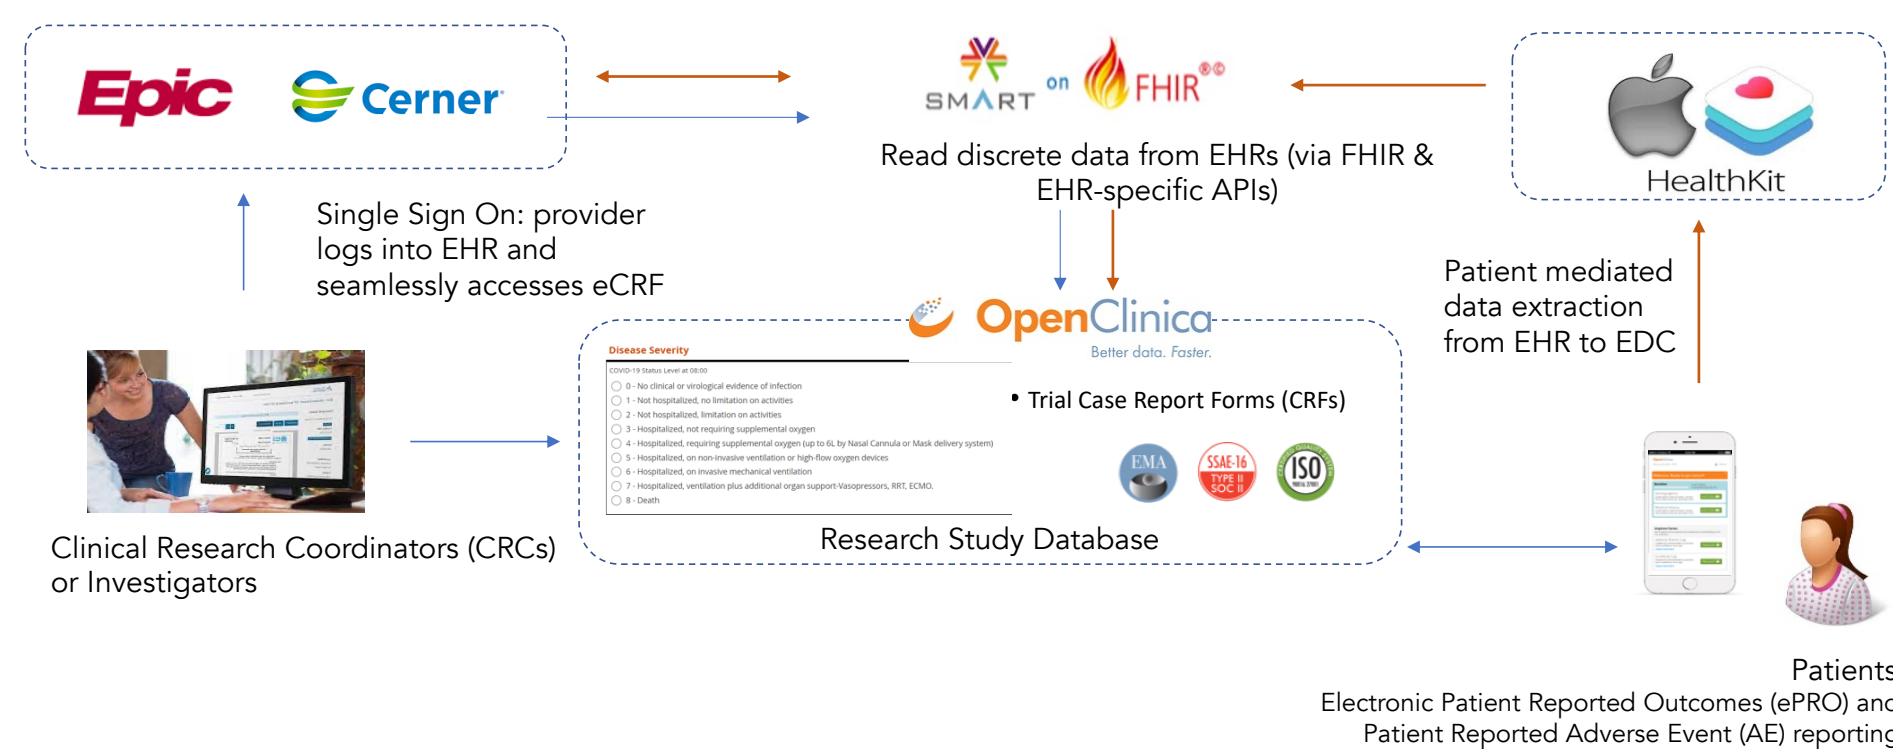 Epic
Cerner
SMART on FHIR®©
HealthKit
Read discrete data from EHRs (via FHIR &
EHR-specific APIs)
Single Sign On: provider
logs into EHR and
seamlessly accesses eCRF
Patient mediated
data extraction
from EHR to EDC
OpenClinica
Better data. Faster.
Disease Severity
COVID-19 Status Level at 08:00
0 - No clinical or virological evidence of infection
1 - Not hospitalized, no limitation on activities
2 - Not hospitalized, limitation on activities
3 - Hospitalized, not requiring supplemental oxygen
4 - Hospitalized, requiring supplemental oxygen (up to 6L by Nasal Cannula or Mask delivery system)
5 - Hospitalized, on non-invasive ventilation or high-flow oxygen devices
6 - Hospitalized, on invasive mechanical ventilation
7 - Hospitalized, ventilation plus additional organ support-Vasopressors, RRT, ECMO.
8 - Death
• Trial Case Report Forms (CRFs)
EMA
SSAE-16
TYPE II
SOC II
ISO
Research Study Database
Clinical Research Coordinators (CRCs)
or Investigators
Patients
Electronic Patient Reported Outcomes (ePRO) and
Patient Reported Adverse Event (AE) reporting